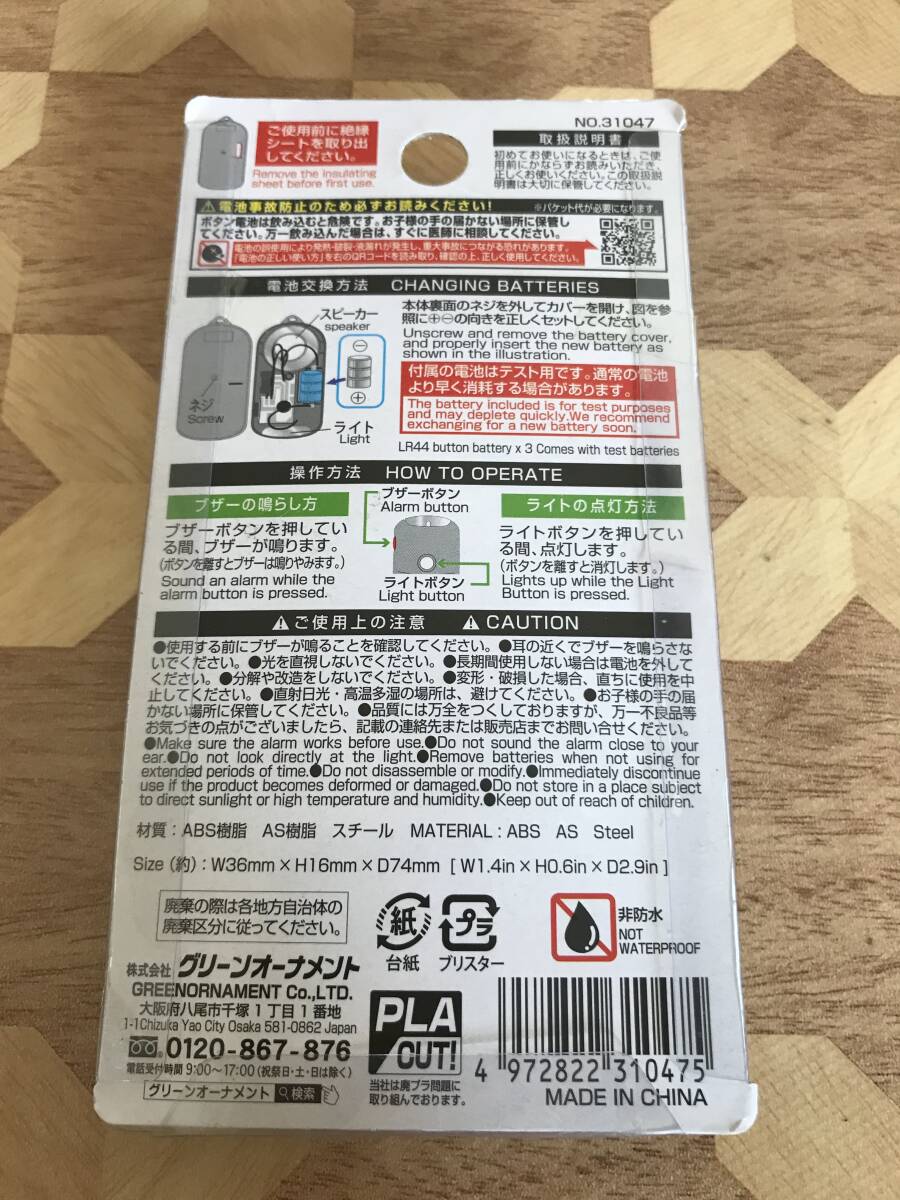 NO.31047
ご使用前に絶縁
シートを取り出
してください。
Remove the insulating
sheet before first use.
取扱説明書
初めてお使いになるときは、ご使
用前にかならずお読みいただき、
正しくお使いください。この取扱説
明書は大切に保管してください。
⚠電池事故防止のため必ずお読みください!
※パケット代が必要になります。
ボタン電池は飲み込むと危険です。お子様の手の届かない場所に保管し
てください。万一飲み込んだ場合は、すぐに医師に相談してください。
電池の誤使用により発熱・破裂・液漏れが発生し、重大事故につながる恐れがあります。
「電池の正しい使い方」を右のQRコードを読み取り、確認の上、正しく使用してください。
電池交換方法 CHANGING BATTERIES
スピーカー
speaker
ネジ
Screw
ライト
Light
⊖
⊕
本体裏面のネジを外してカバーを開け、図を参
照に⊕⊖の向きを正しくセットしてください。
Unscrew and remove the battery cover,
and properly insert the new battery as
shown in the illustration.
付属の電池はテスト用です。通常の電池
より早く消耗する場合があります。
The battery included is for test purposes
and may deplete quickly.We recommend
exchanging for a new battery soon.
LR44 button battery x 3 Comes with test batteries
操作方法 HOW TO OPERATE
ブザーの鳴らし方
ブザーボタンを押してい
る間、ブザーが鳴ります。
(ボタンを離すとブザーは鳴りやみます。)
Sound an alarm while the
alarm button is pressed.
ブザーボタン
Alarm button
ライトボタン
Light button
ライトの点灯方法
ライトボタンを押してい
る間、点灯します。
(ボタンを離すと消灯します。)
Lights up while the Light
Button is pressed.
⚠ご使用上の注意 ⚠CAUTION
●使用する前にブザーが鳴ることを確認してください。●耳の近くでブザーを鳴らさな
いでください。●光を直視しないでください。●長期間使用しない場合は電池を外して
ください。●分解や改造をしないでください。●変形・破損した場合、直ちに使用を中
止してください。●直射日光・高温多湿の場所は、避けてください。●お子様の手の届
かない場所に保管してください。●品質には万全をつくしておりますが、万一不良品等
お気づきの点がございましたら、記載の連絡先または販売店までお問い合せください。
●Make sure the alarm works before use.●Do not sound the alarm close to your
ear.●Do not look directly at the light.●Remove batteries when not using for
extended periods of time.●Do not disassemble or modify.●Immediately discontinue
use if the product becomes deformed or damaged.●Do not store in a place subject
to direct sunlight or high temperature and humidity.●Keep out of reach of children.
材質:ABS樹脂 AS樹脂 スチール MATERIAL:ABS AS Steel
Size(約):W36mm×H16mm×D74mm [ W1.4in×H0.6in×D2.9in ]
廃棄の際は各地方自治体の
廃棄区分に従ってください。
紙
台紙
プラ
ブリスター
非防水
NOT
WATERPROOF
株式会社 グリーンオーナメント
GREENORNAMENT Co.,LTD.
大阪府八尾市千塚1丁目1番地
1-1Chizuka Yao City Osaka 581-0862 Japan
0120-867-876
電話受付時間 9:00~17:00(祝祭日・土・日は除く)
グリーンオーナメント 検索
PLA
CUT!
当社は廃プラ問題に
取り組んでおります。
4 972822 310475
MADE IN CHINA